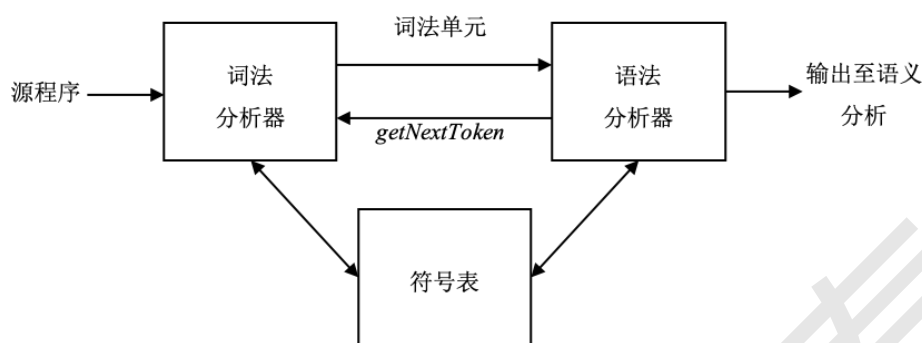 词法单元
源程序
词法
分析器
语法
分析器
输出至语义
分析
getNextToken
符号表